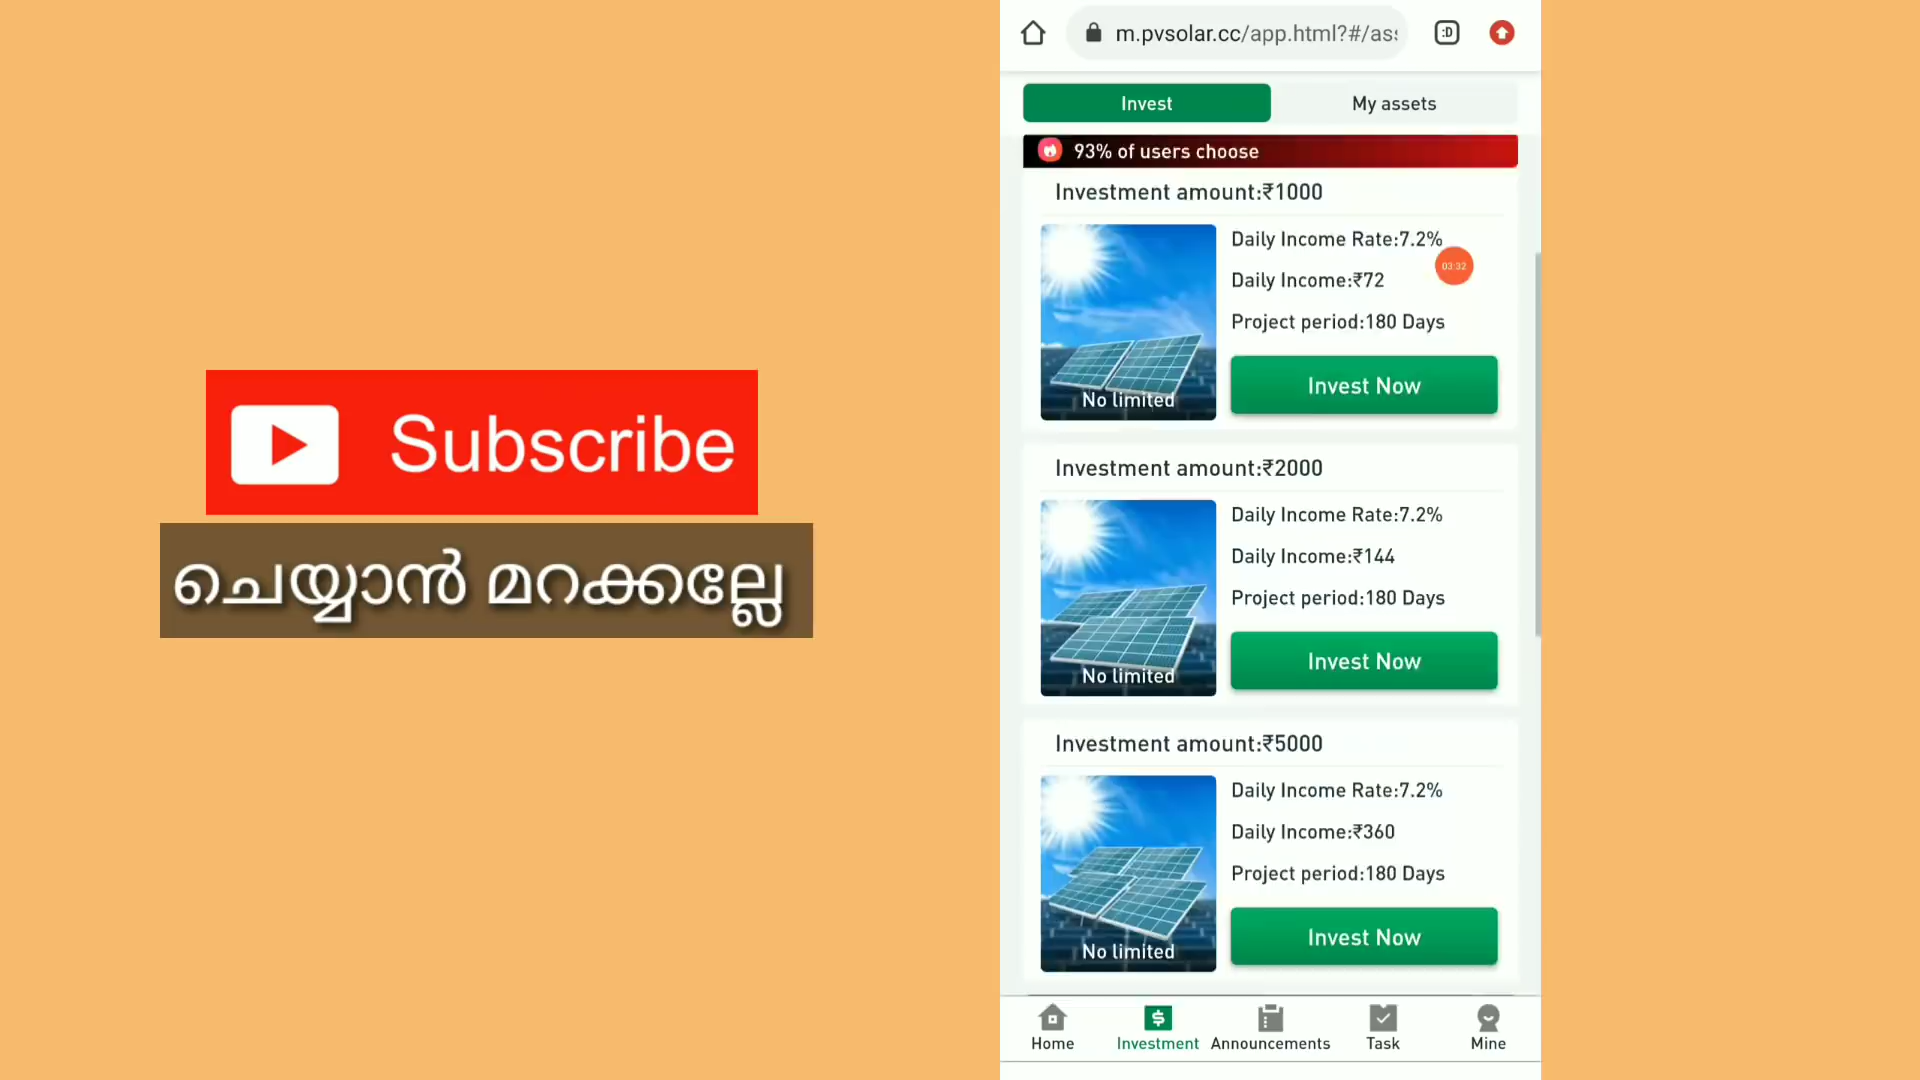 Subscribe
ചെയ്യാൻ മറക്കല്ലേ
:D
m.pvsolar.cc/app.html?#/as
Invest
My assets
93% of users choose
Investment amount:₹1000
Daily Income Rate:7.2%
03:32
Daily Income:₹72
Project period:180 Days
No limited
Invest Now
Investment amount:₹2000
Daily Income Rate:7.2%
Daily Income:₹144
Project period:180 Days
No limited
Invest Now
Investment amount:₹5000
Daily Income Rate:7.2%
Daily Income:₹360
Project period:180 Days
No limited
Invest Now
Home
Investment
Announcements
Task
Mine